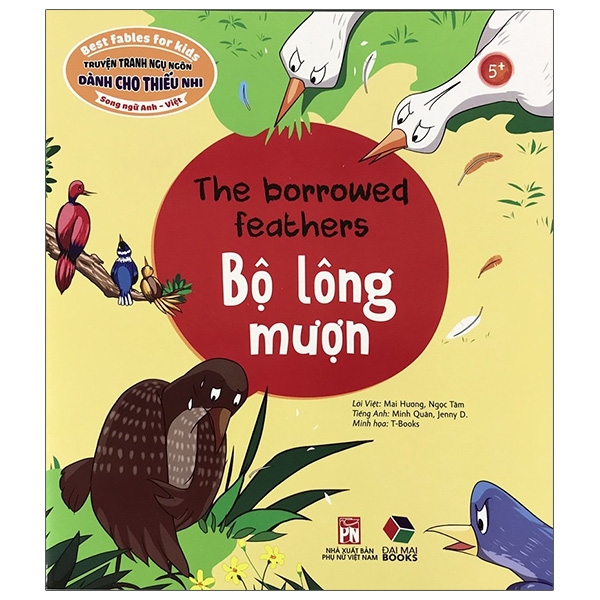 Best fables for kids
TRUYỆN TRANH NGỤ NGÔN
DÀNH CHO THIẾU NHI
Song ngữ Anh - Việt
5+
The borrowed
feathers
Bộ lông
mượn
Lời Việt: Mai Hương, Ngọc Tâm
Tiếng Anh: Minh Quân, Jenny D.
Minh họa: T-Books
PN
NHÀ XUẤT BẢN
PHỤ NỮ VIỆT NAM
ĐẠI MAI
BOOKS